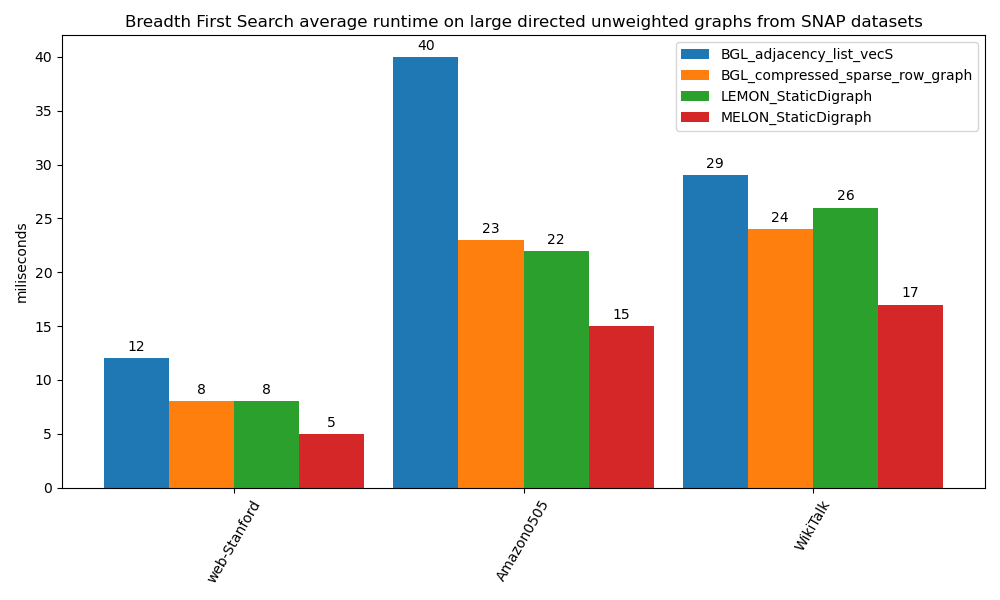 Breadth First Search average runtime on large directed unweighted graphs from SNAP datasets
BGL_adjacency_list_vecS
BGL_compressed_sparse_row_graph
LEMON_StaticDigraph
MELON_StaticDigraph
miliseconds
40
35
30
25
20
15
10
5
0
12
8
8
5
40
23
22
15
29
24
26
17
web-Stanford
Amazon0505
WikiTalk